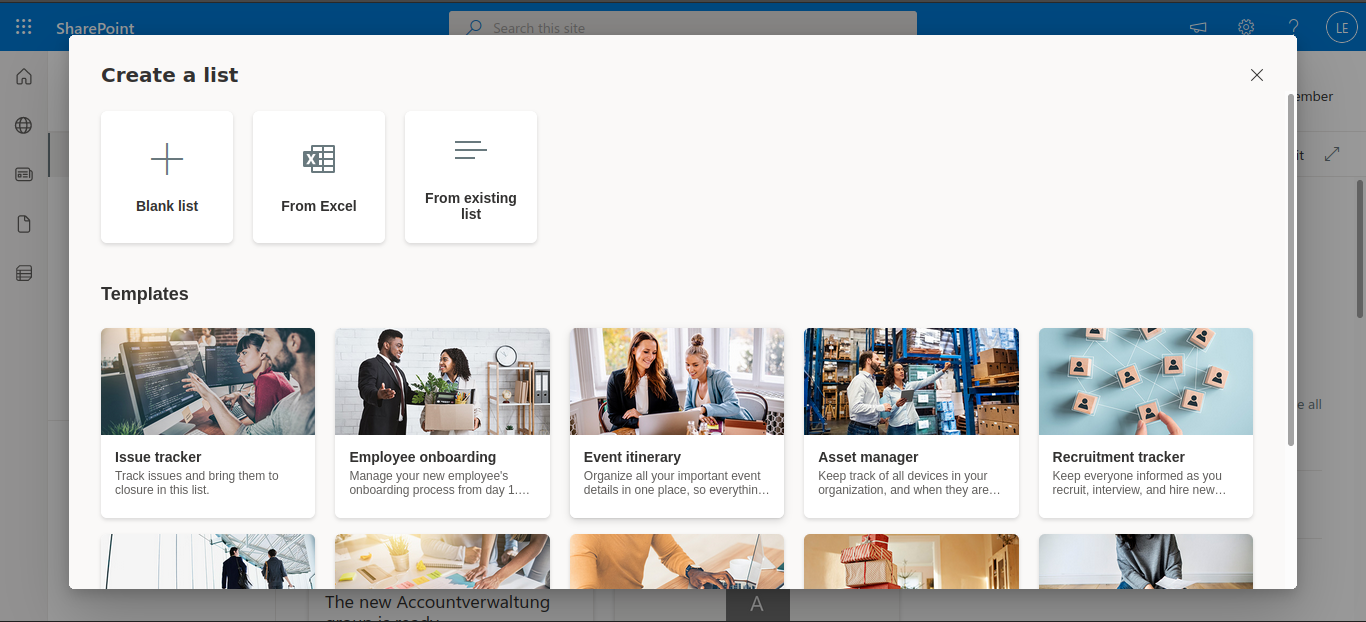 SharePoint
Search this site
LE
Create a list
ember
it
Blank list
From Excel
From existing
list
Templates
Issue tracker
Track issues and bring them to
closure in this list.
Employee onboarding
Manage your new employee's
onboarding process from day 1.…
Event itinerary
Organize all your important event
details in one place, so everythin…
Asset manager
Keep track of all devices in your
organization, and when they are…
Recruitment tracker
Keep everyone informed as you
recruit, interview, and hire new…
e all
The new Accountverwaltung
group is ready
A